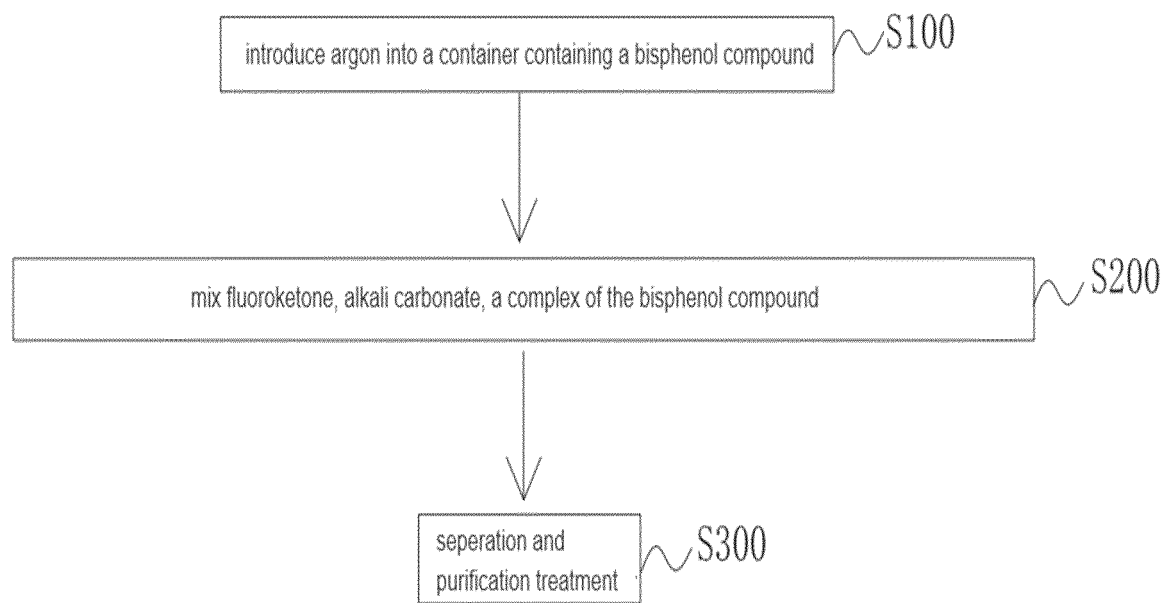 introduce argon into a container containing a bisphenol compound
S100
mix fluoroketone, alkali carbonate, a complex of the bisphenol compound
S200
seperation and
purification treatment
S300